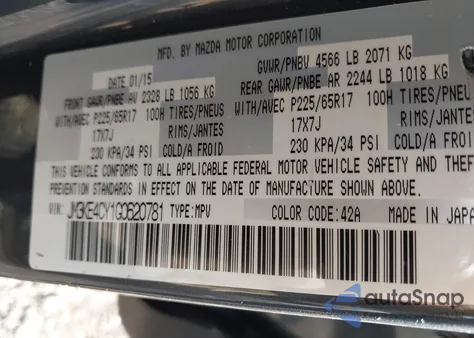 MFD. BY MAZDA MOTOR CORPORATION
DATE 01/15 GVWR/PNBV 4566 LB 2071 KG
FRONT GAWR/PNBE AV 2328 LB 1056 KG REAR GAWR/PNBE AR 2244 LB 1018 KG
WITH/AVEC P225/65R17 100H TIRES/PNEUS WITH/AVEC P225/65R17 100H TIRES/PNEUS
17X7J RIMS/JANTES 17X7J RIMS/JANTES
230 KPA/34 PSI COLD/A FROID 230 KPA/34 PSI COLD/A FROID
THIS VEHICLE CONFORMS TO ALL APPLICABLE FEDERAL MOTOR VEHICLE SAFETY AND THEFT
PREVENTION STANDARDS IN EFFECT ON THE DATE OF MANUFACTURE SHOWN ABOVE.
VIN: JM3KE4CY1G0620781 TYPE:MPV COLOR CODE:42A MADE IN JAPA
autoSnap